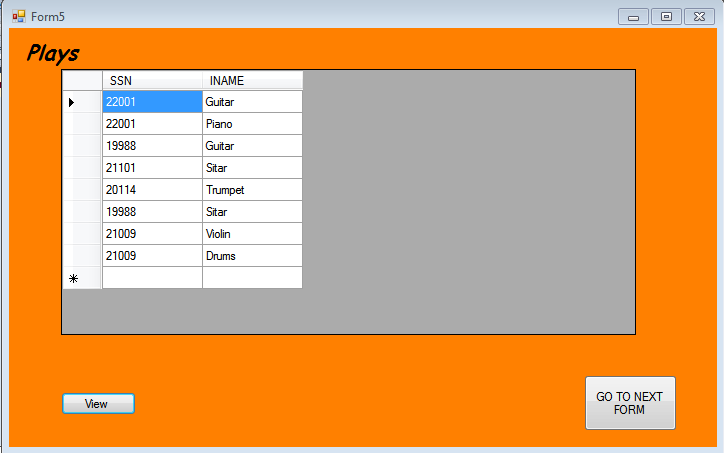 Form5
Plays
SSN INAME
22001 Guitar
22001 Piano
19988 Guitar
21101 Sitar
20114 Trumpet
19988 Sitar
21009 Violin
21009 Drums
View
GO TO NEXT
FORM